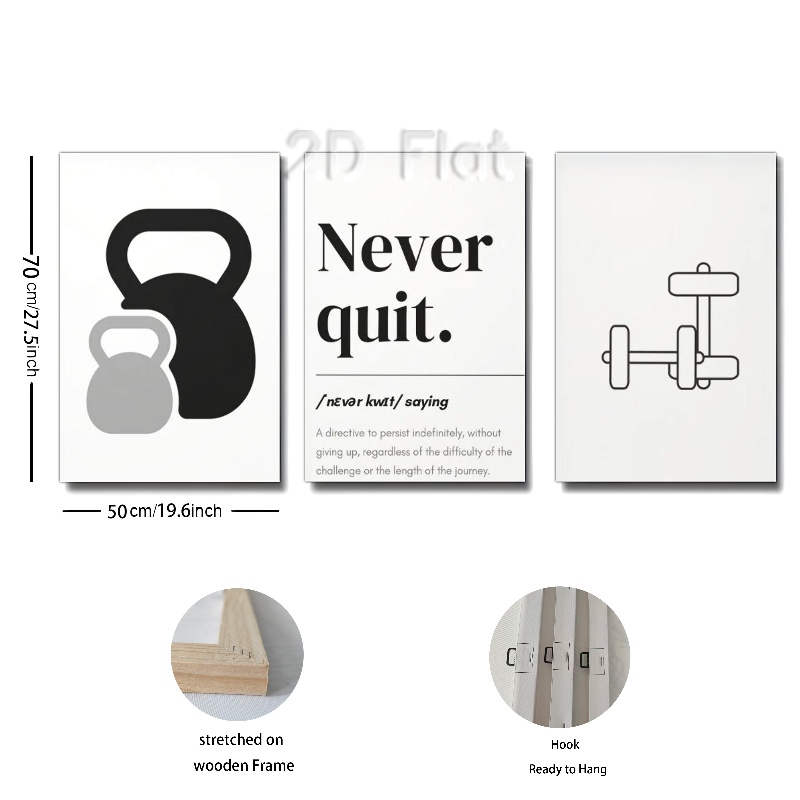 2D Flat
Never
quit.
/nɛvər kwɪt/ saying
A directive to persist indefinitely, without
giving up, regardless of the difficulty of the
challenge or the length of the journey.
70 cm/27.5inch
50cm/19.6inch
stretched on
wooden Frame
Hook
Ready to Hang